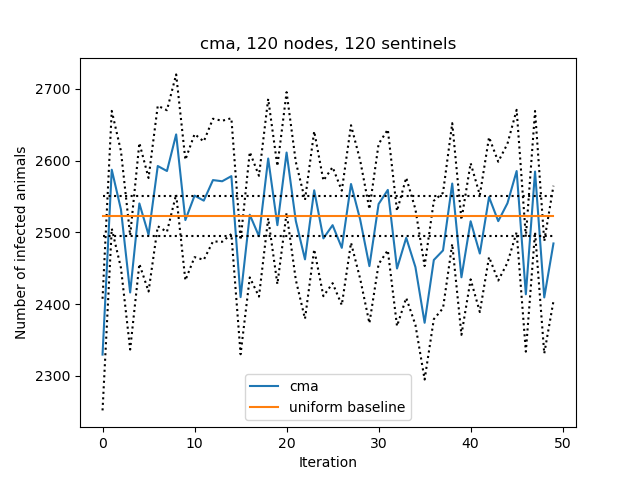 cma, 120 nodes, 120 sentinels
Number of infected animals
2700
2600
2500
2400
2300
cma
uniform baseline
0 10 20 30 40 50
Iteration